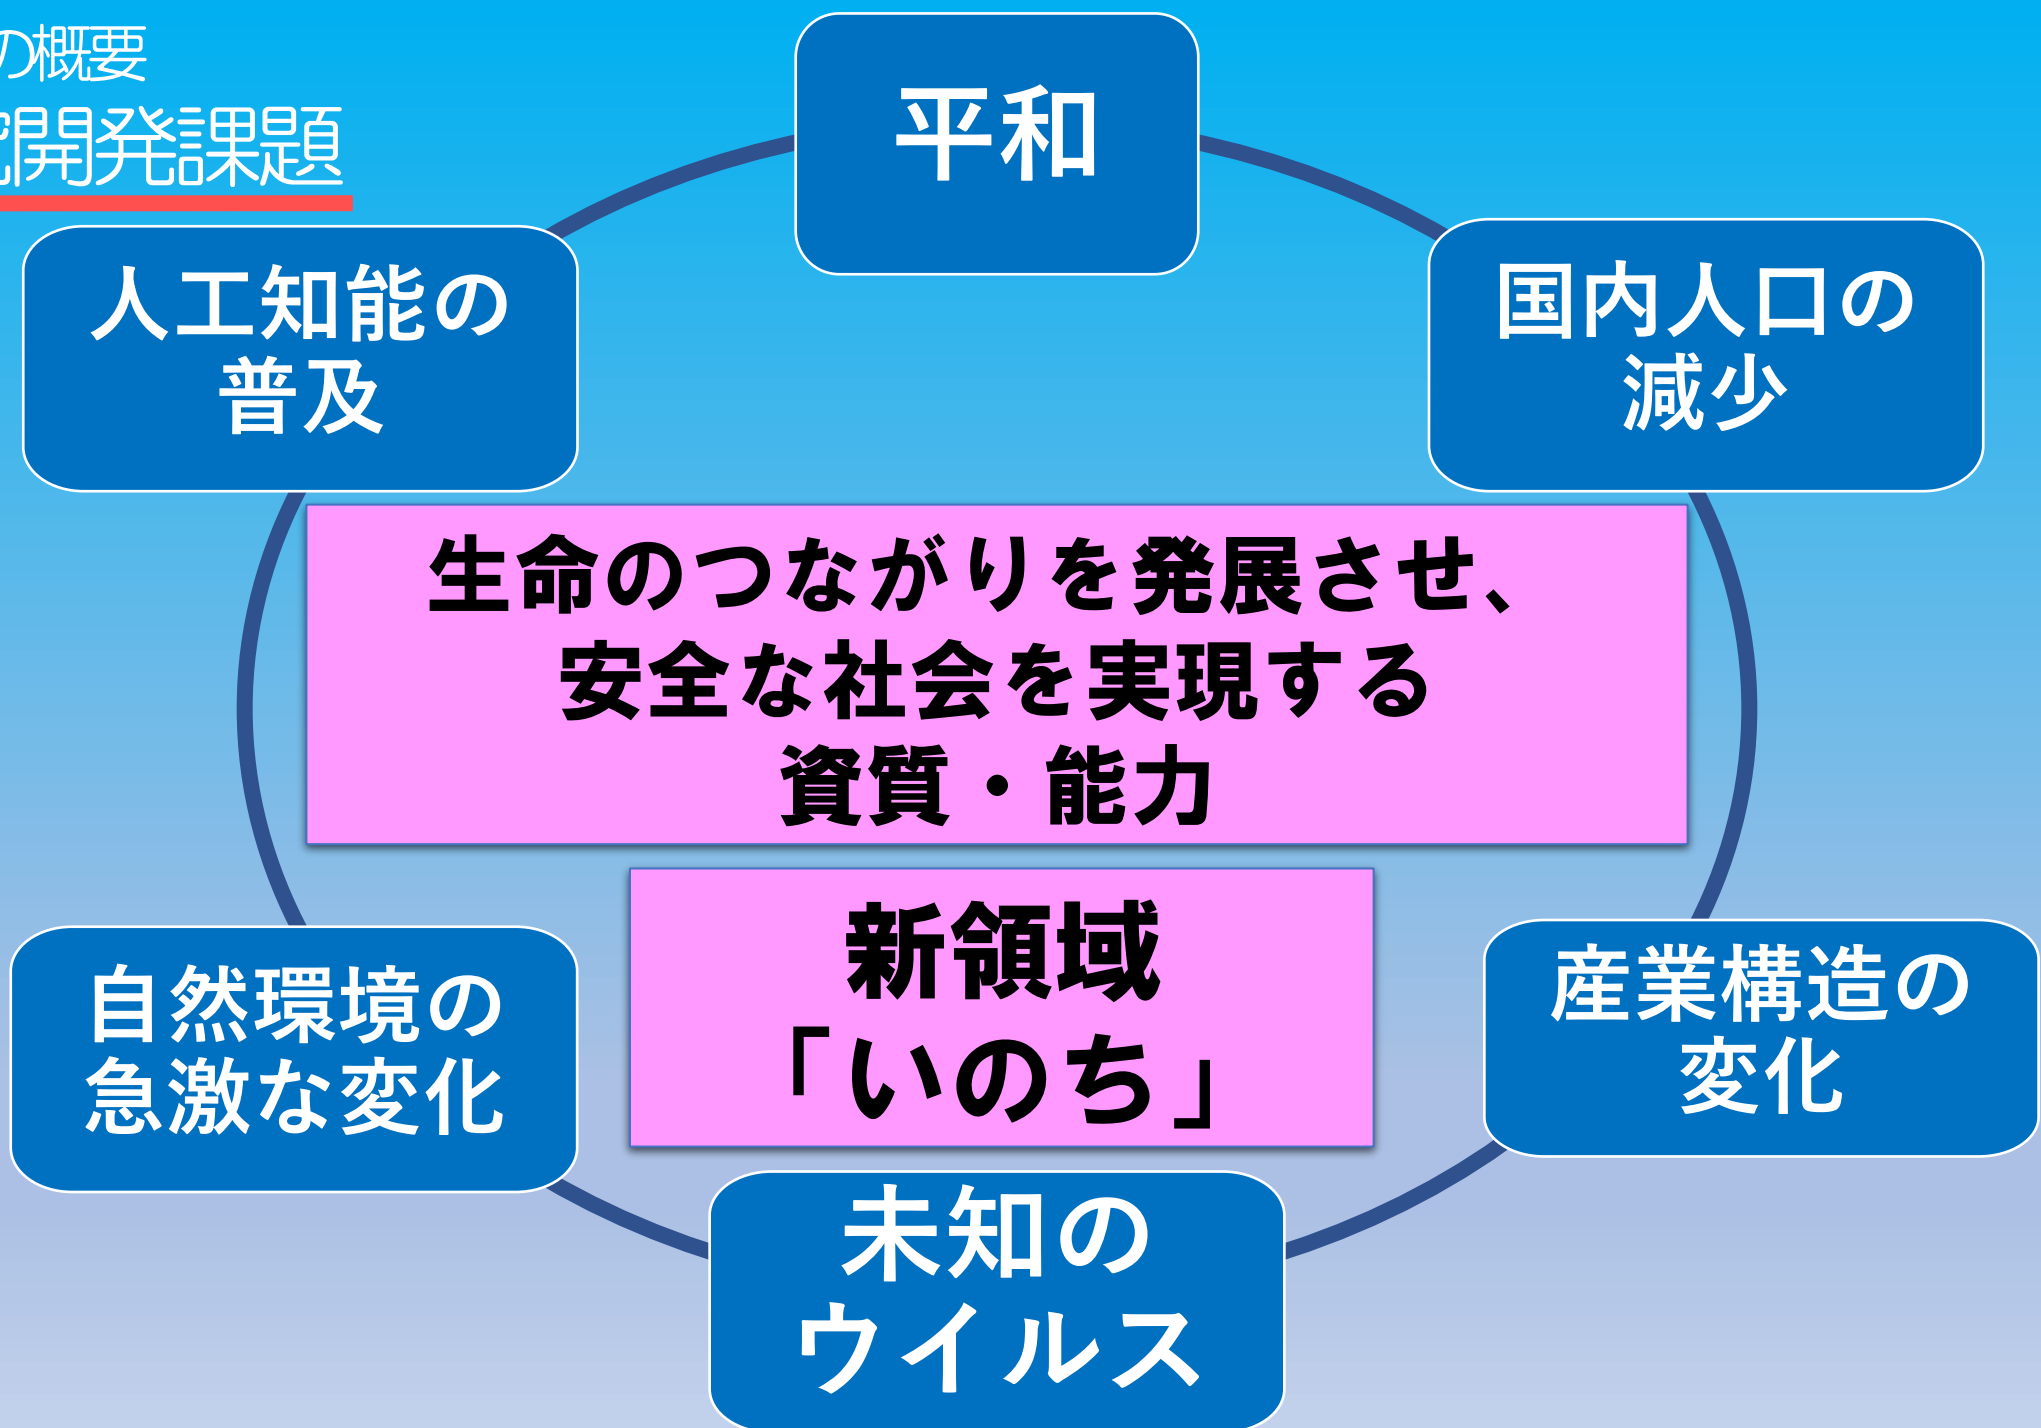 の概要
開発課題
平和
人工知能の
普及
国内人口の
減少
生命のつながりを発展させ、
安全な社会を実現する
資質・能力
新領域
「いのち」
自然環境の
急激な変化
産業構造の
変化
未知の
ウイルス